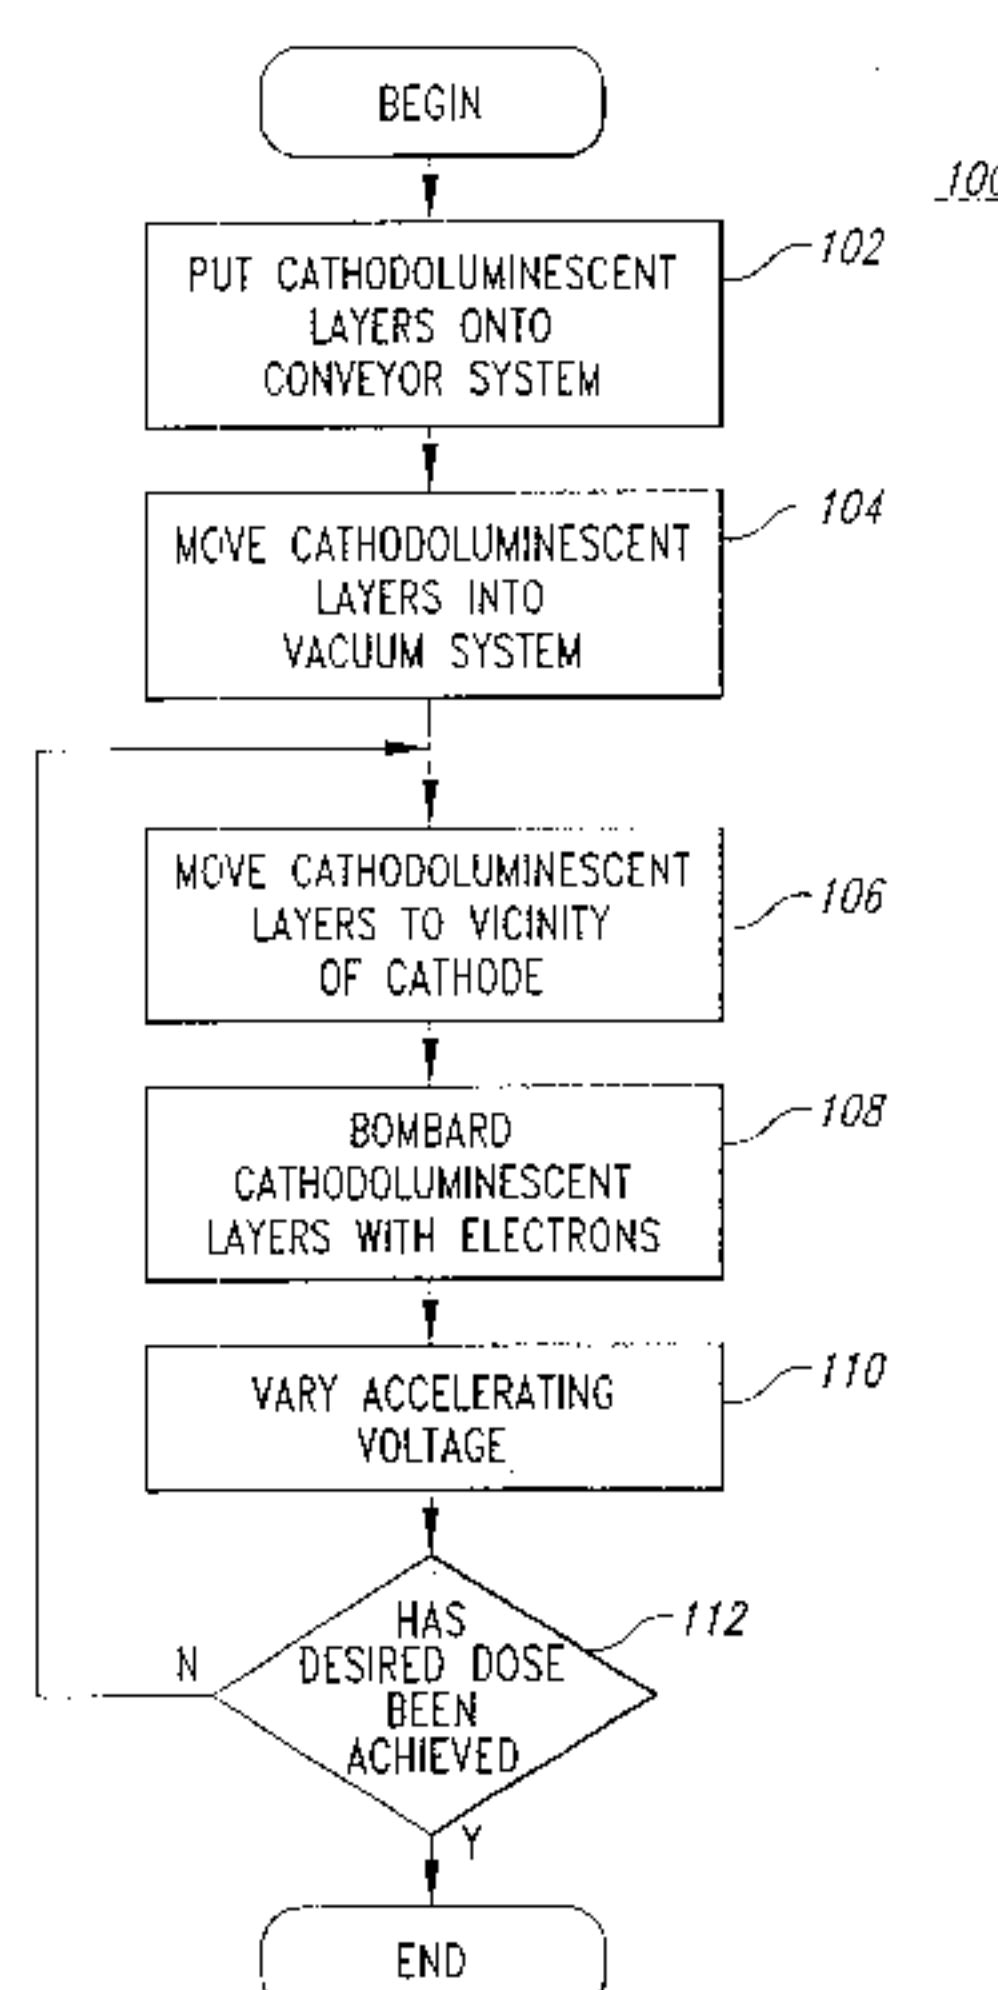 BEGIN
100
PUT CATHODOLUMINESCENT
LAYERS ONTO
CONVEYOR SYSTEM
102
MOVE CATHODOLUMINESCENT
LAYERS INTO
VACUUM SYSTEM
104
MOVE CATHODOLUMINESCENT
LAYERS TO VICINITY
OF CATHODE
106
BOMBARD
CATHODOLUMINESCENT
LAYERS WITH ELECTRONS
108
VARY ACCELERATING
VOLTAGE
110
HAS
DESIRED DOSE
BEEN
ACHIEVED
112
N
Y
END